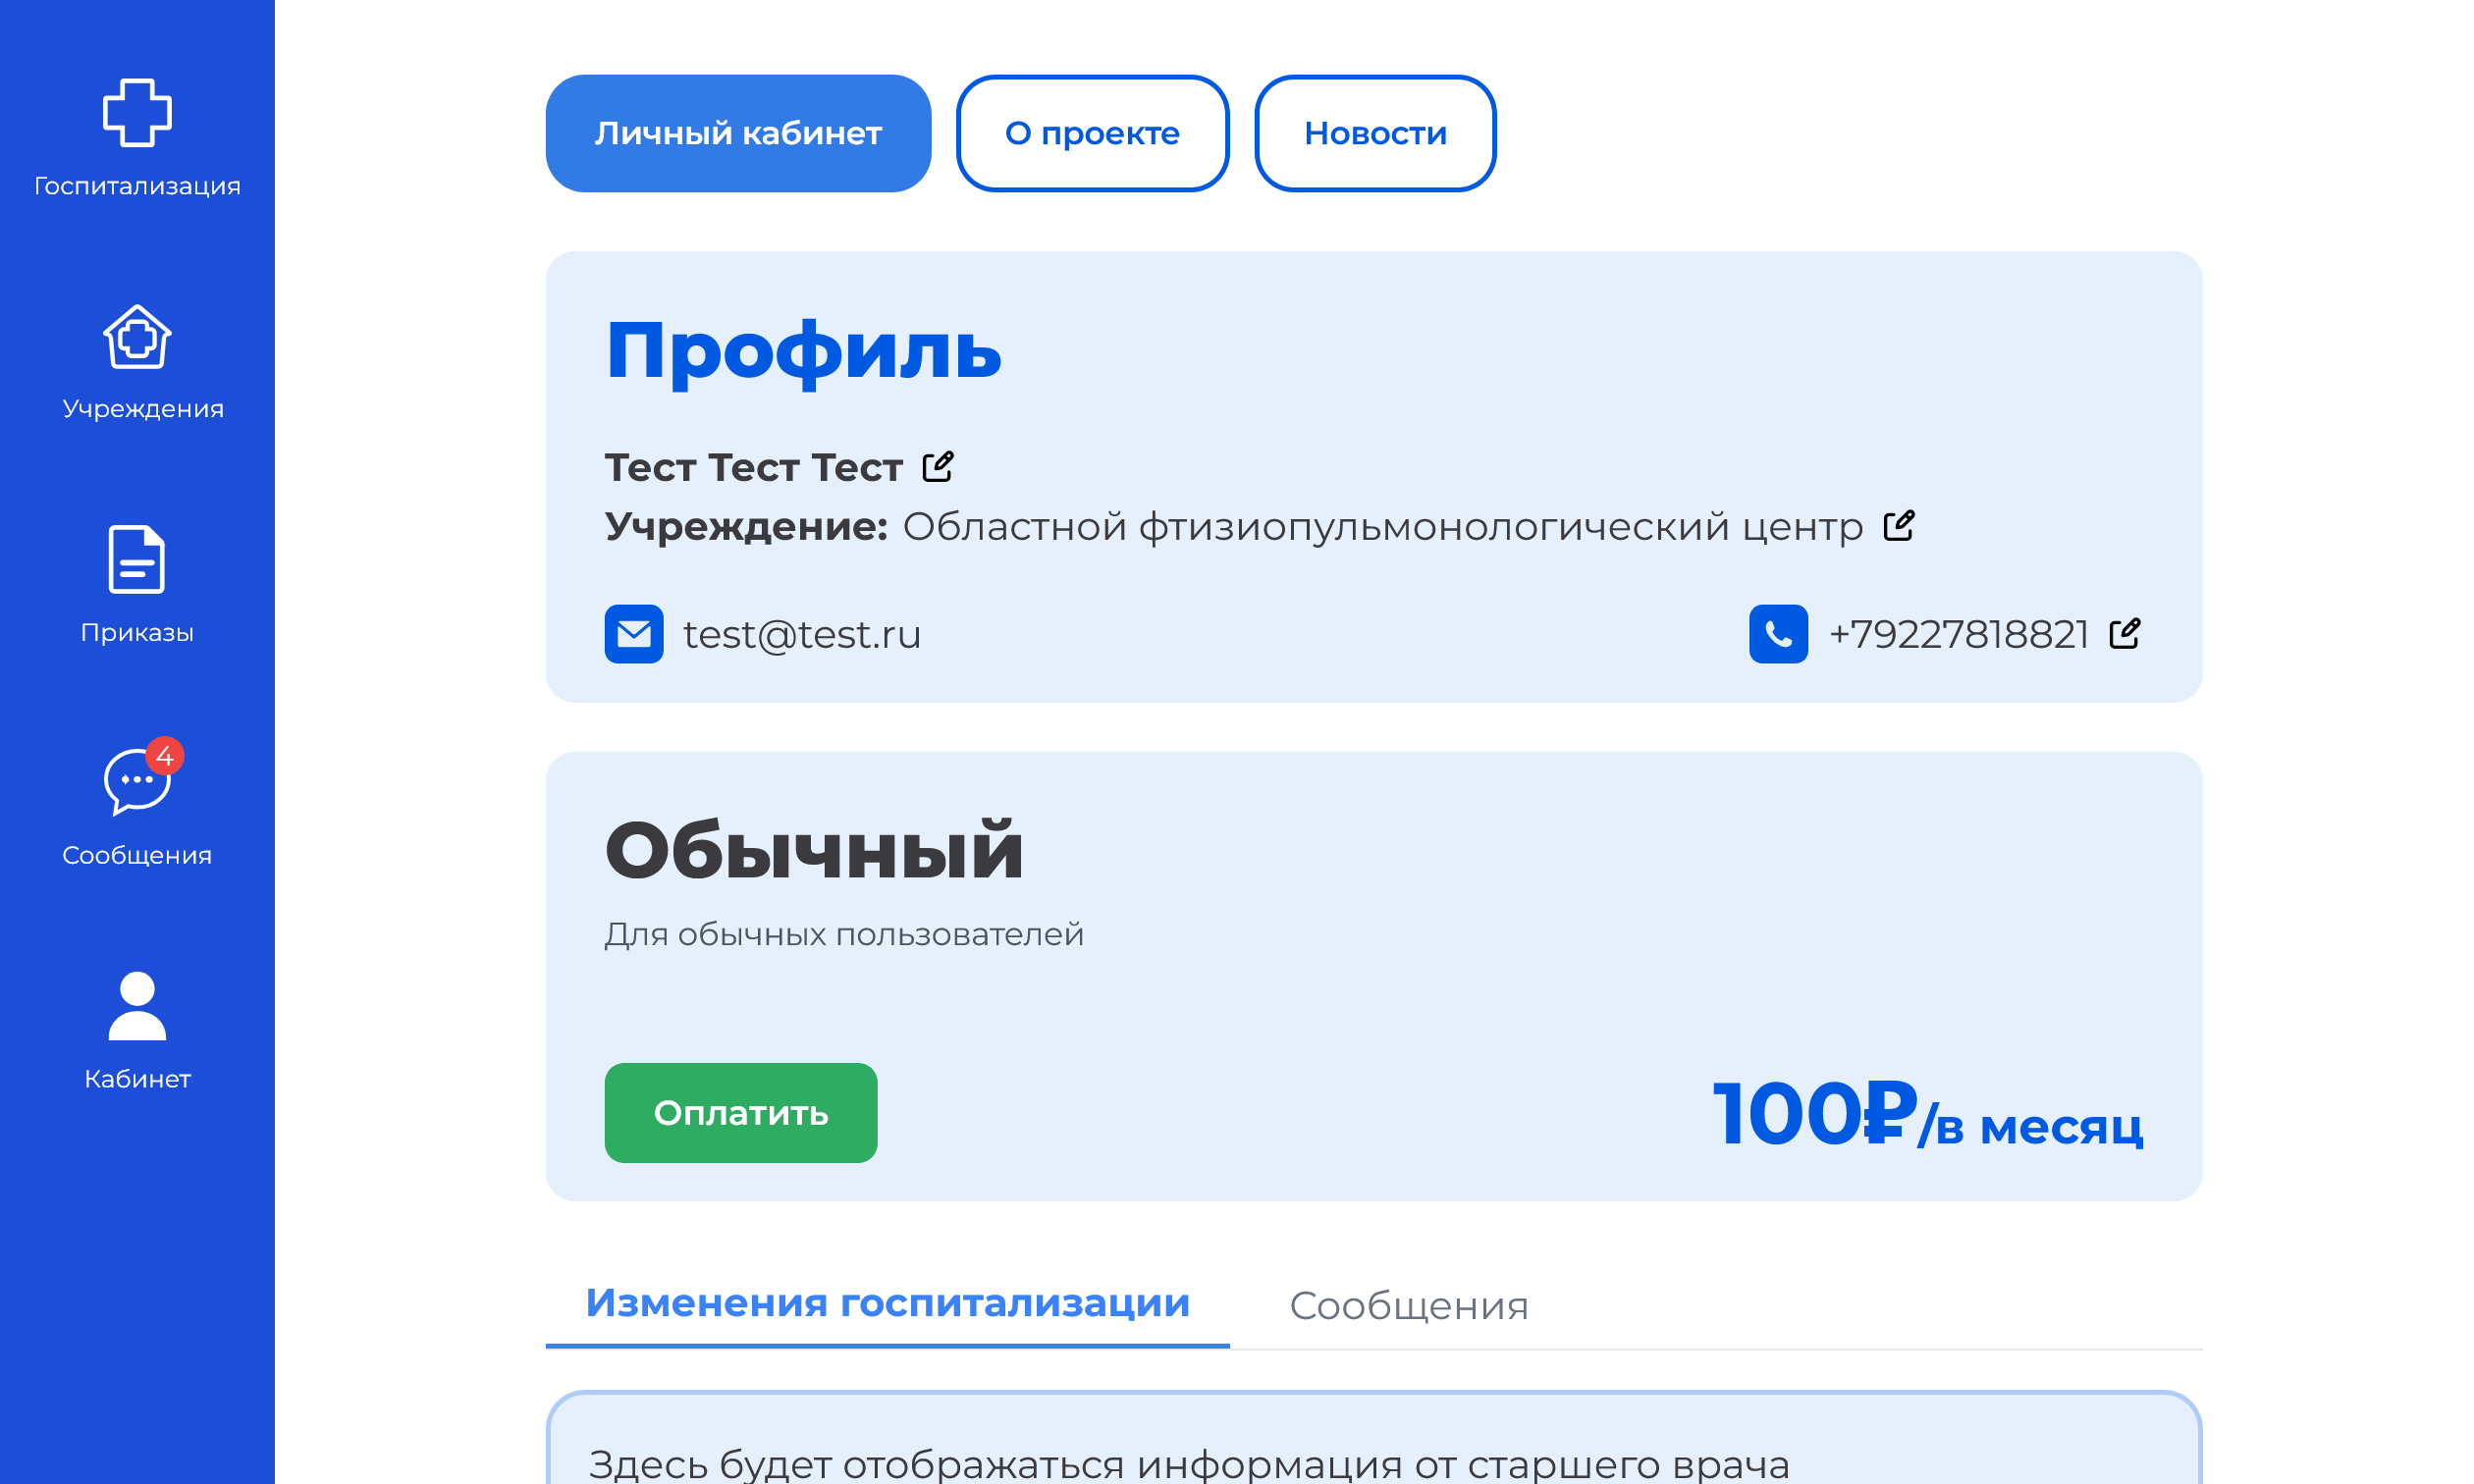 Госпитализация
Учреждения
Приказы
4
Сообщения
Кабинет
Личный кабинет
О проекте
Новости
Профиль
Тест Тест Тест
Учреждение: Областной фтизиопульмонологический центр
test@test.ru
+79227818821
Обычный
Для обычных пользователей
Оплатить
100₽/в месяц
Изменения госпитализации
Сообщения
Здесь будет отображаться информация от старшего врача